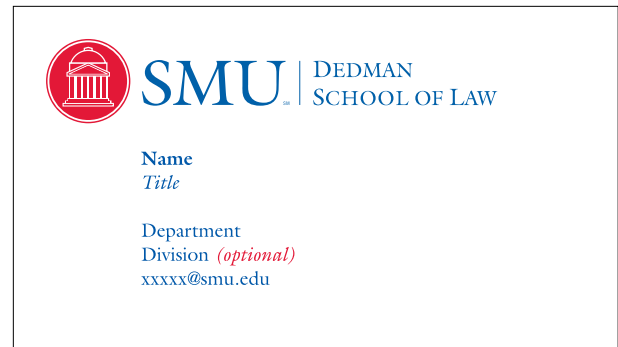 SMU
DEDMAN
SCHOOL OF LAW
Name
Title
Department
Division (optional)
xxxxx@smu.edu